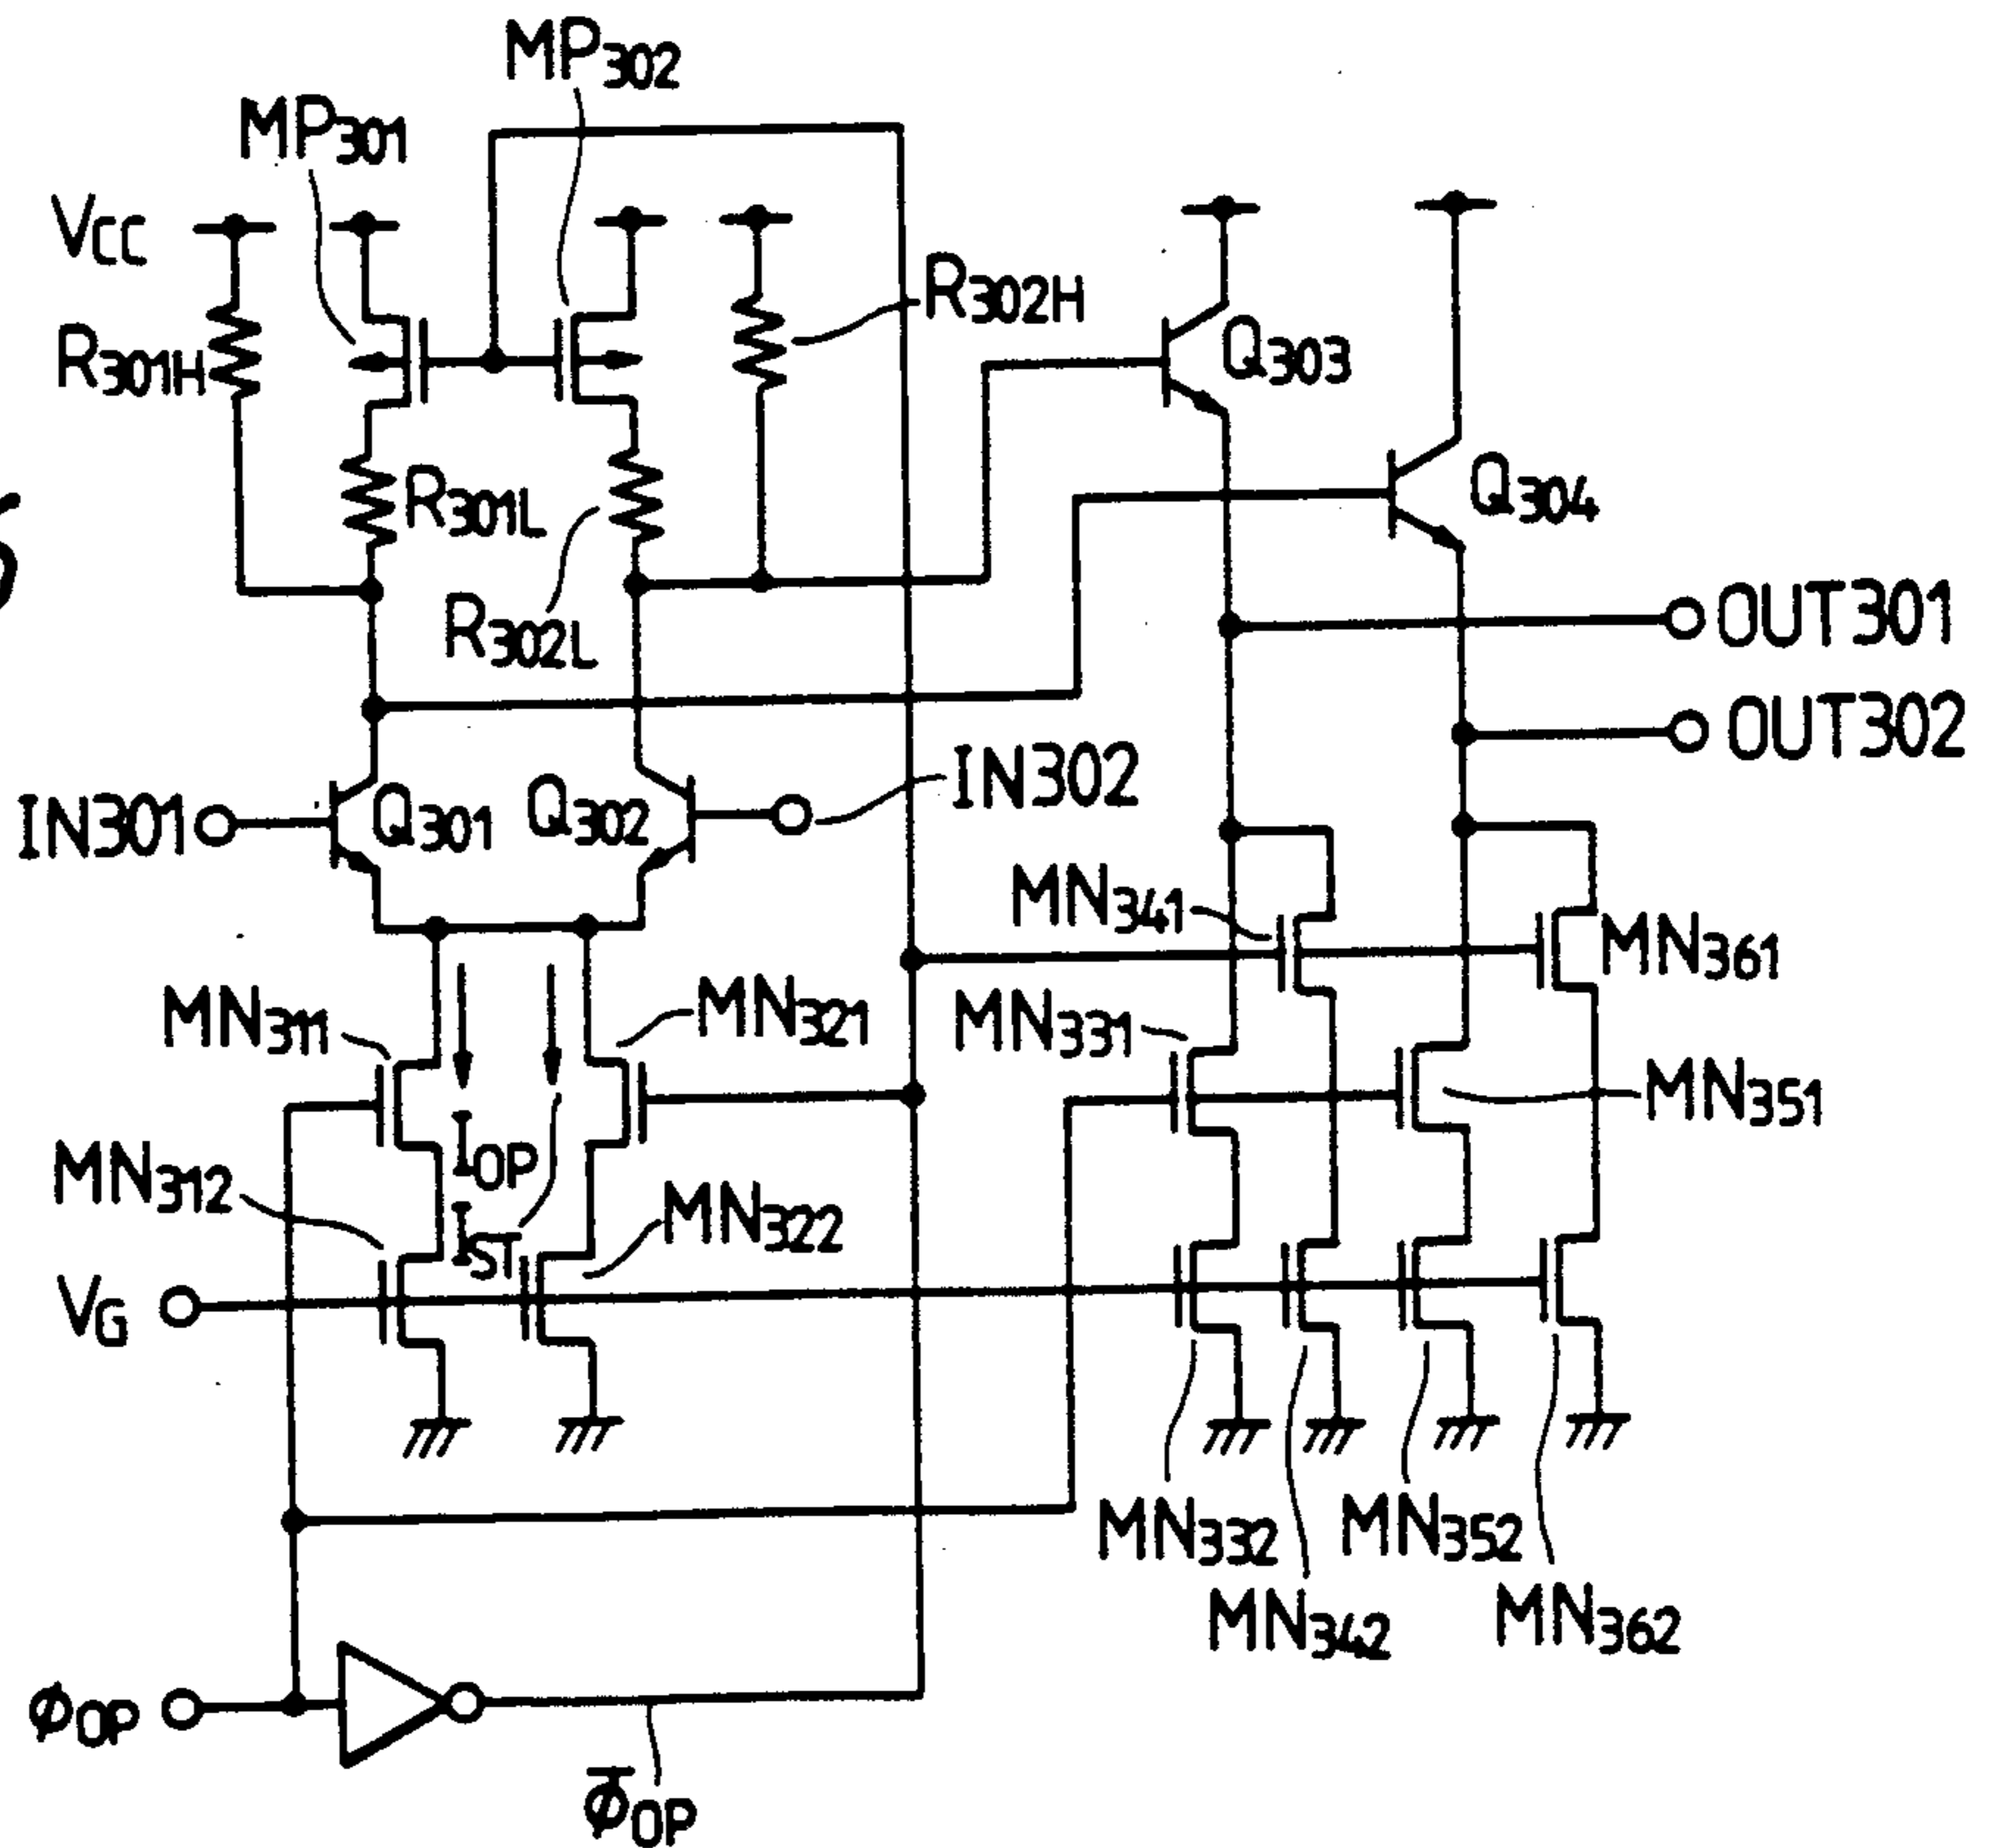 MP302
MP301
VCC
R302H
R301H
Q303
R301L
Q304
R302L
OUT301
OUT302
IN302
IN301
Q301
Q302
MN341
MN361
MN311
MN321
MN331
MN351
IOP
MN312
IST
MN322
VG
MN332
MN352
MN342
MN362
ϕOP
ϕ̅OP